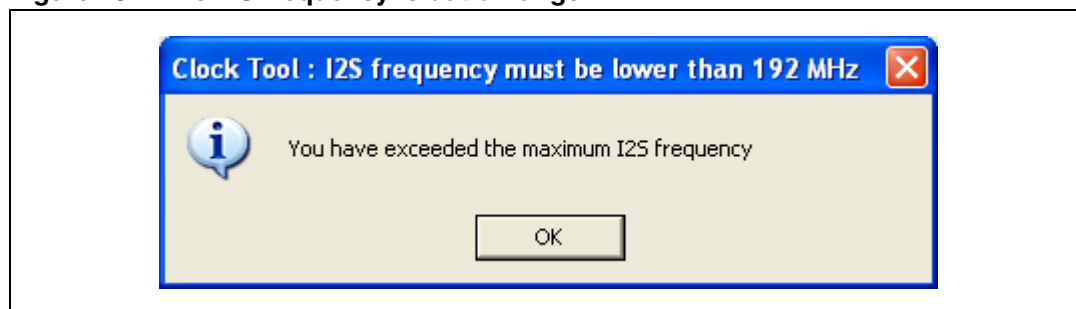 Clock Tool : I2S frequency must be lower than 192 MHz
You have exceeded the maximum I2S frequency
OK